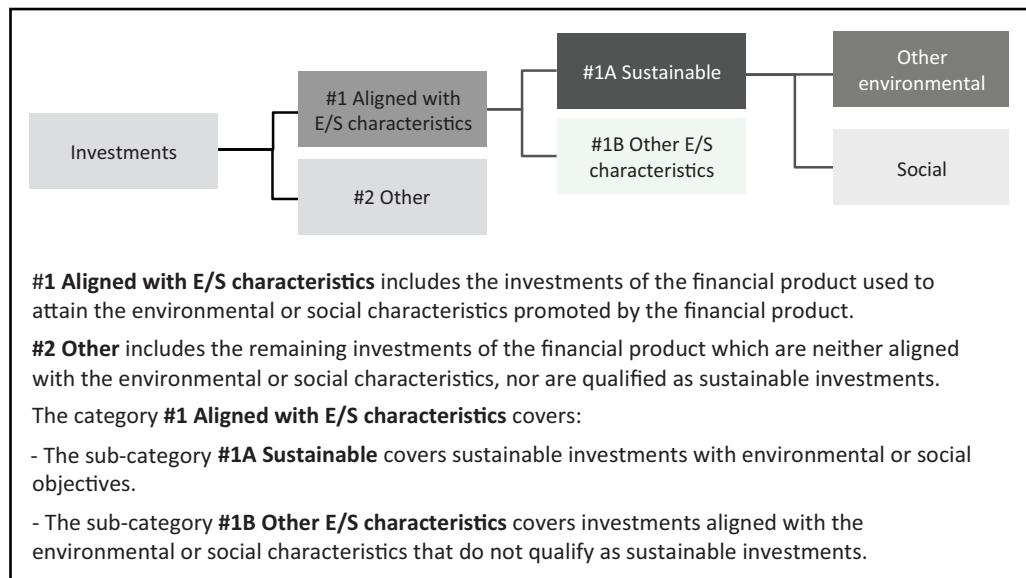 Investments
#1 Aligned with
E/S characteristics
#2 Other
#1A Sustainable
#1B Other E/S
characteristics
Other
environmental
Social
#1 Aligned with E/S characteristics includes the investments of the financial product used to
attain the environmental or social characteristics promoted by the financial product.
#2 Other includes the remaining investments of the financial product which are neither aligned
with the environmental or social characteristics, nor are qualified as sustainable investments.
The category #1 Aligned with E/S characteristics covers:
- The sub-category #1A Sustainable covers sustainable investments with environmental or social
objectives.
- The sub-category #1B Other E/S characteristics covers investments aligned with the
environmental or social characteristics that do not qualify as sustainable investments.